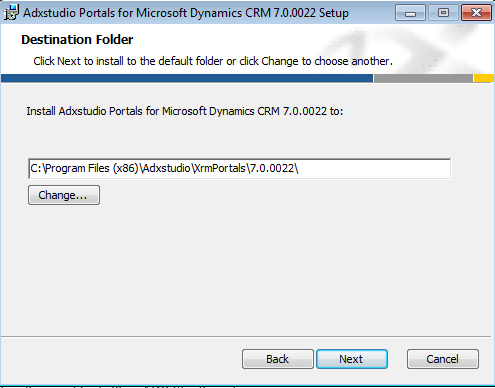 Adxstudio Portals for Microsoft Dynamics CRM 7.0.0022 Setup
Destination Folder
Click Next to install to the default folder or click Change to choose another.
Install Adxstudio Portals for Microsoft Dynamics CRM 7.0.0022 to:
C:\Program Files (x86)\Adxstudio\XrmPortals\7.0.0022\
Change...
Back Next Cancel